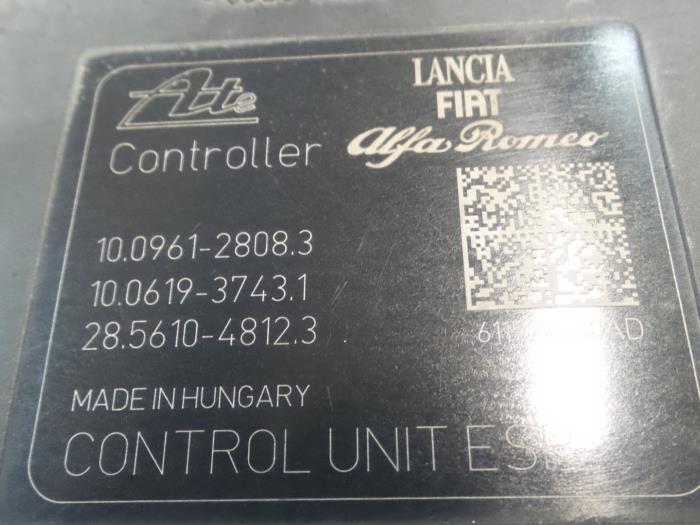 Ate
LANCIA
FIAT
Alfa Romeo
Controller
10.0961-2808.3
10.0619-3743.1
28.5610-4812.3
MADE IN HUNGARY
CONTROL UNIT